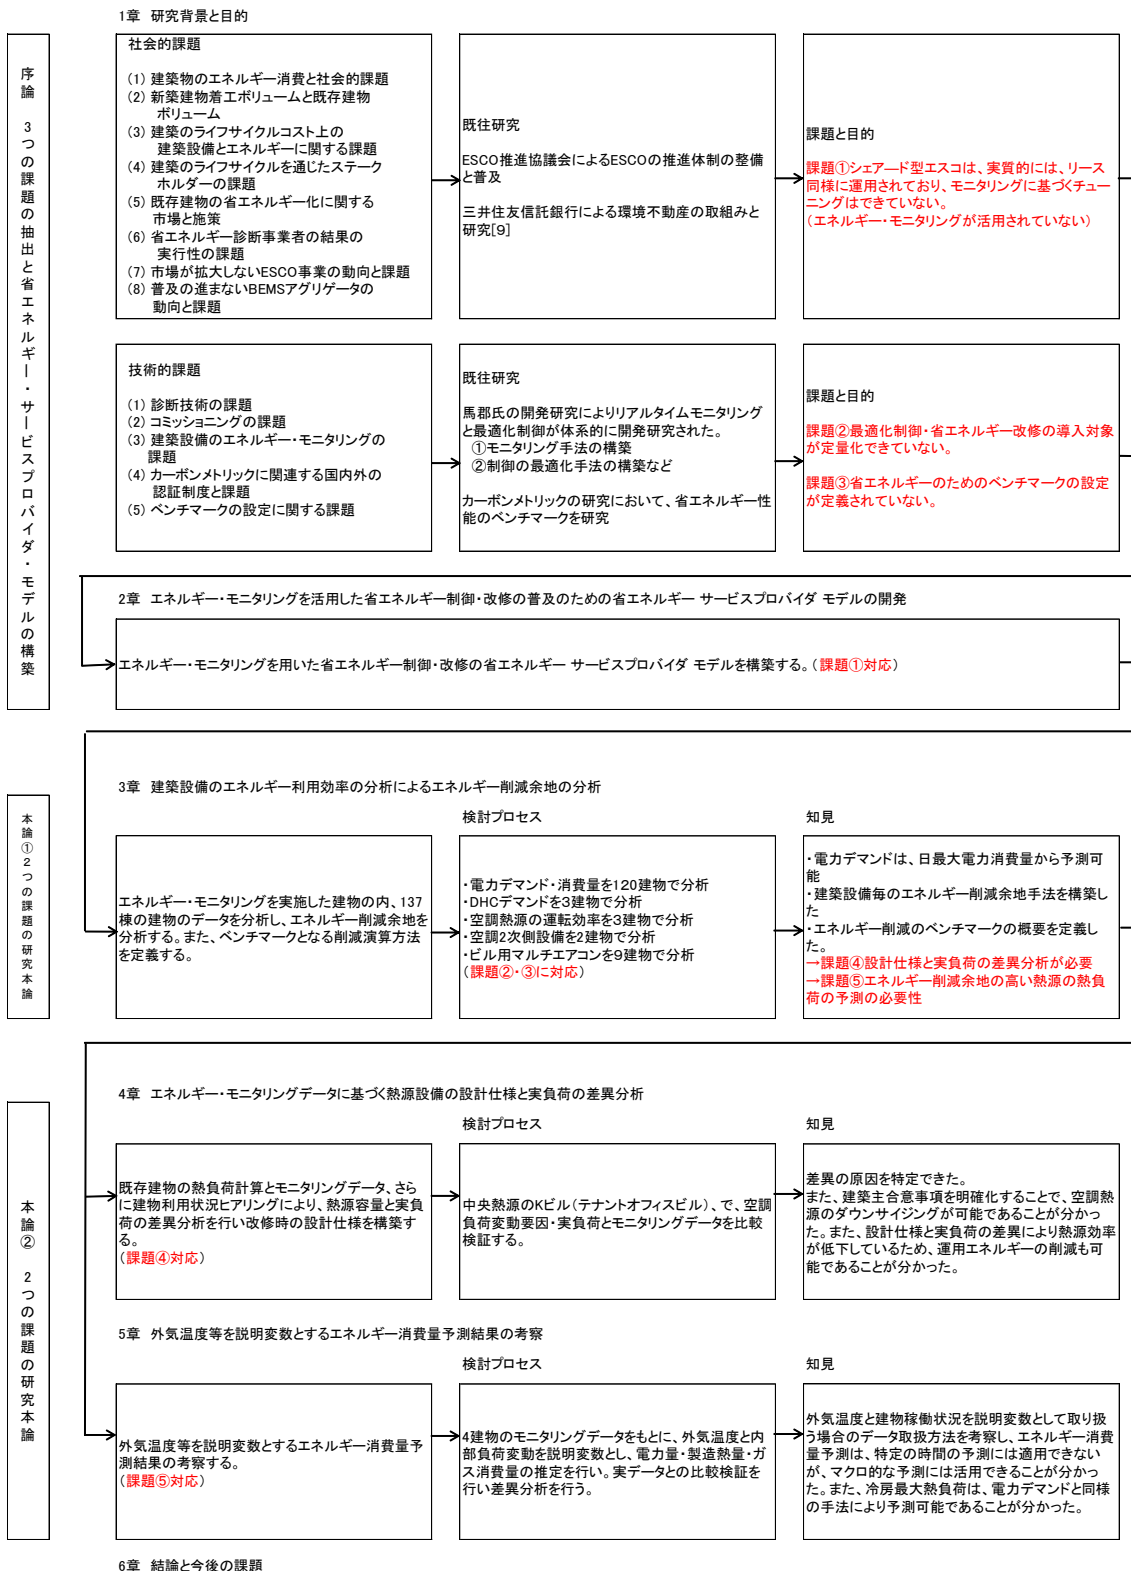 1章 研究背景と目的
序論 3つの課題の抽出と省エネルギー・サービスプロバイダ・モデルの構築
社会的課題
(1) 建築物のエネルギー消費と社会的課題
(2) 新築建物着工ボリュームと既存建物
ボリューム
(3) 建築のライフサイクルコスト上の
建築設備とエネルギーに関する課題
(4) 建築のライフサイクルを通じたステーク
ホルダーの課題
(5) 既存建物の省エネルギー化に関する
市場と施策
(6) 省エネルギー診断事業者の結果の
実行性の課題
(7) 市場が拡大しないESCO事業の動向と課題
(8) 普及の進まないBEMSアグリゲータの
動向と課題
既往研究
ESCO推進協議会によるESCOの推進体制の整備
と普及
三井住友信託銀行による環境不動産の取組みと
研究[9]
課題と目的
課題①シェアード型エスコは、実質的には、リース
同様に運用されており、モニタリングに基づくチュー
ニングはできていない。
(エネルギー・モニタリングが活用されていない)
技術的課題
(1) 診断技術の課題
(2) コミッショニングの課題
(3) 建築設備のエネルギー・モニタリングの
課題
(4) カーボンメトリックに関連する国内外の
認証制度と課題
(5) ベンチマークの設定に関する課題
既往研究
馬郡氏の開発研究によりリアルタイムモニタリング
と最適化制御が体系的に開発研究された。
①モニタリング手法の構築
②制御の最適化手法の構築など
カーボンメトリックの研究において、省エネルギー性
能のベンチマークを研究
課題と目的
課題②最適化制御・省エネルギー改修の導入対象
が定量化できていない。
課題③省エネルギーのためのベンチマークの設定
が定義されていない。
2章 エネルギー・モニタリングを活用した省エネルギー制御・改修の普及のための省エネルギー サービスプロバイダ モデルの開発
エネルギー・モニタリングを用いた省エネルギー制御・改修の省エネルギー サービスプロバイダ モデルを構築する。(課題①対応)
3章 建築設備のエネルギー利用効率の分析によるエネルギー削減余地の分析
検討プロセス
知見
本論①2つの課題の研究本論
エネルギー・モニタリングを実施した建物の内、137
棟の建物のデータを分析し、エネルギー削減余地を
分析する。また、ベンチマークとなる削減演算方法
を定義する。
・電力デマンド・消費量を120建物で分析
・DHCデマンドを3建物で分析
・空調熱源の運転効率を3建物で分析
・空調2次側設備を2建物で分析
・ビル用マルチエアコンを9建物で分析
(課題②・③に対応)
・電力デマンドは、日最大電力消費量から予測可
能
・建築設備毎のエネルギー削減余地手法を構築し
た
・エネルギー削減のベンチマークの概要を定義し
た。
→課題④設計仕様と実負荷の差異分析が必要
→課題⑤エネルギー削減余地の高い熱源の熱負
荷の予測の必要性
4章 エネルギー・モニタリングデータに基づく熱源設備の設計仕様と実負荷の差異分析
検討プロセス
知見
本論② 2つの課題の研究本論
既存建物の熱負荷計算とモニタリングデータ、さら
に建物利用状況ヒアリングにより、熱源容量と実負
荷の差異分析を行い改修時の設計仕様を構築す
る。
(課題④対応)
中央熱源のKビル(テナントオフィスビル)、で、空調
負荷変動要因・実負荷とモニタリングデータを比較
検証する。
差異の原因を特定できた。
また、建築主合意事項を明確化することで、空調熱
源のダウンサイジングが可能であることが分かっ
た。また、設計仕様と実負荷の差異により熱源効率
が低下しているため、運用エネルギーの削減も可
能であることが分かった。
5章 外気温度等を説明変数とするエネルギー消費量予測結果の考察
検討プロセス
知見
外気温度等を説明変数とするエネルギー消費量予
測結果の考察する。
(課題⑤対応)
4建物のモニタリングデータをもとに、外気温度と内
部負荷変動を説明変数とし、電力量・製造熱量・ガ
ス消費量の推定を行い。実データとの比較検証を
行い差異分析を行う。
外気温度と建物稼働状況を説明変数として取り扱
う場合のデータ取扱方法を考察し、エネルギー消費
量予測は、特定の時間の予測には適用できない
が、マクロ的な予測には活用できることが分かっ
た。また、冷房最大熱負荷は、電力デマンドと同様
の手法により予測可能であることが分かった。
6章 結論と今後の課題